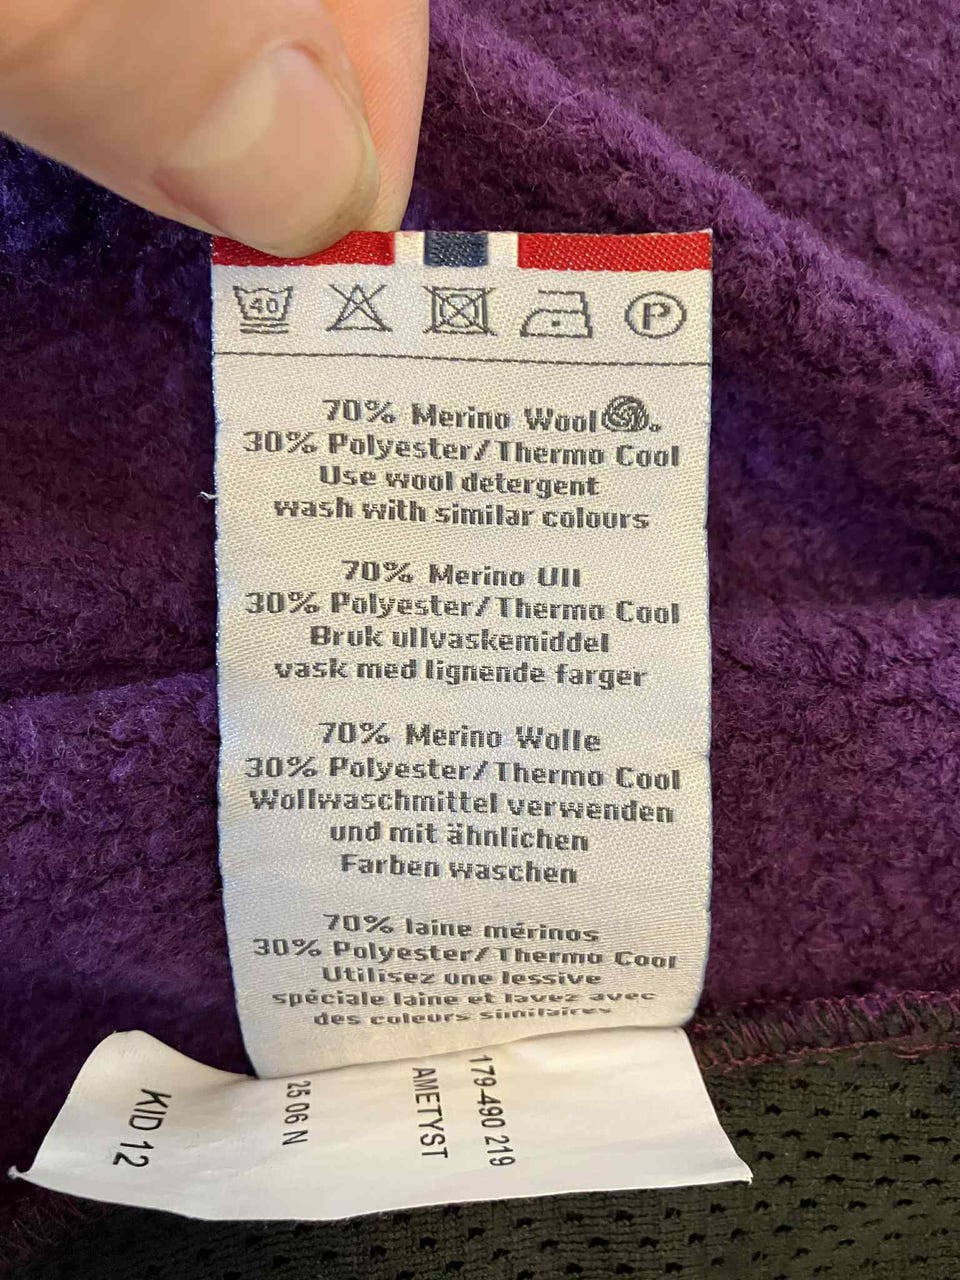 40
P
70% Merino Wool
30% Polyester/Thermo Cool
Use wool detergent
wash with similar colours
70% Merino Ull
30% Polyester/Thermo Cool
Bruk ullvaskemiddel
vask med lignende farger
70% Merino Wolle
30% Polyester/Thermo Cool
Wollwaschmittel verwenden
und mit ähnlichen
Farben waschen
70% laine mérinos
30% Polyester/Thermo Cool
Utilisez une lessive
spéciale laine et lavez avec
des coleurs similaires
179-490 219
AMETYST
25 06 N
KID 12